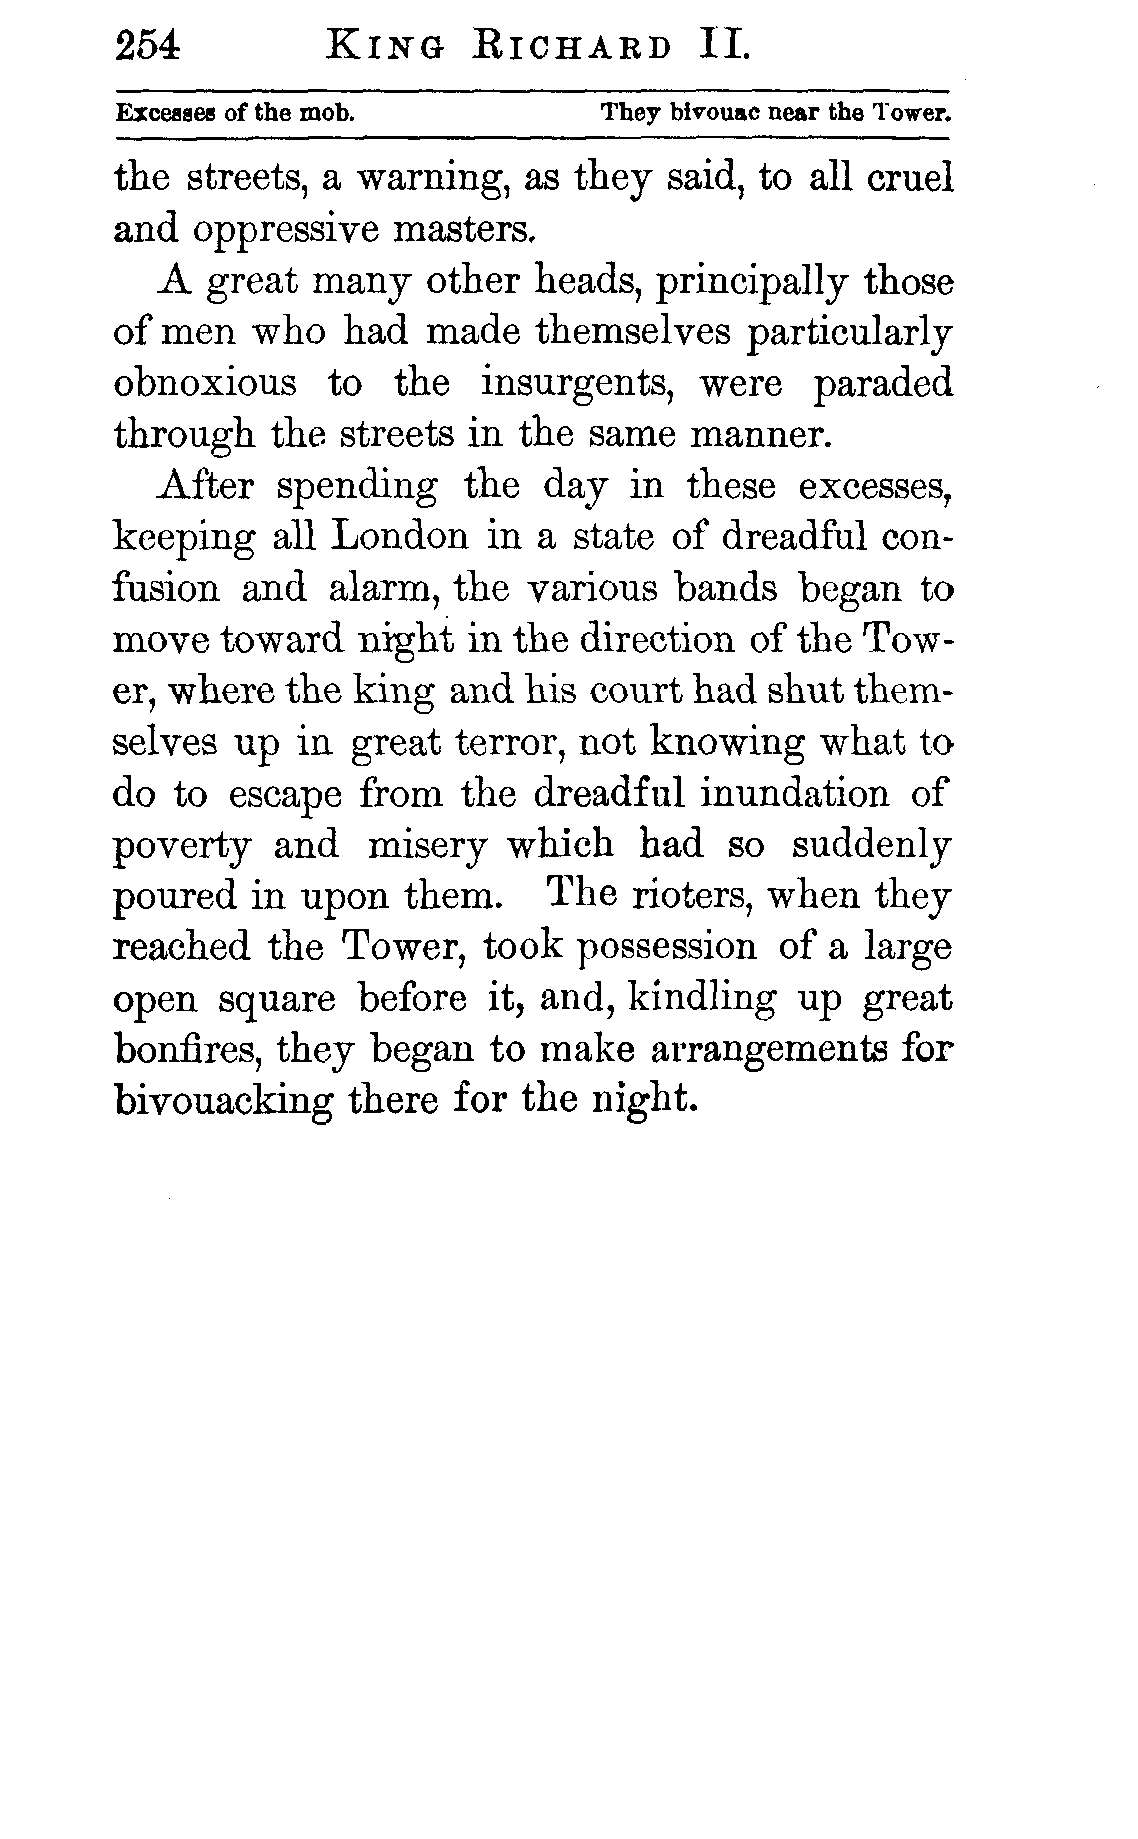 254 KING RICHARD II.
Excesses of the mob. They bivouac near the Tower.
the streets, a warning, as they said, to all cruel
and oppressive masters.
A great many other heads, principally those
of men who had made themselves particularly
obnoxious to the insurgents, were paraded
through the streets in the same manner.
After spending the day in these excesses,
keeping all London in a state of dreadful con-
fusion and alarm, the various bands began to
move toward night in the direction of the Tow-
er, where the king and his court had shut them-
selves up in great terror, not knowing what to
do to escape from the dreadful inundation of
poverty and misery which had so suddenly
poured in upon them. The rioters, when they
reached the Tower, took possession of a large
open square before it, and, kindling up great
bonfires, they began to make arrangements for
bivouacking there for the night.